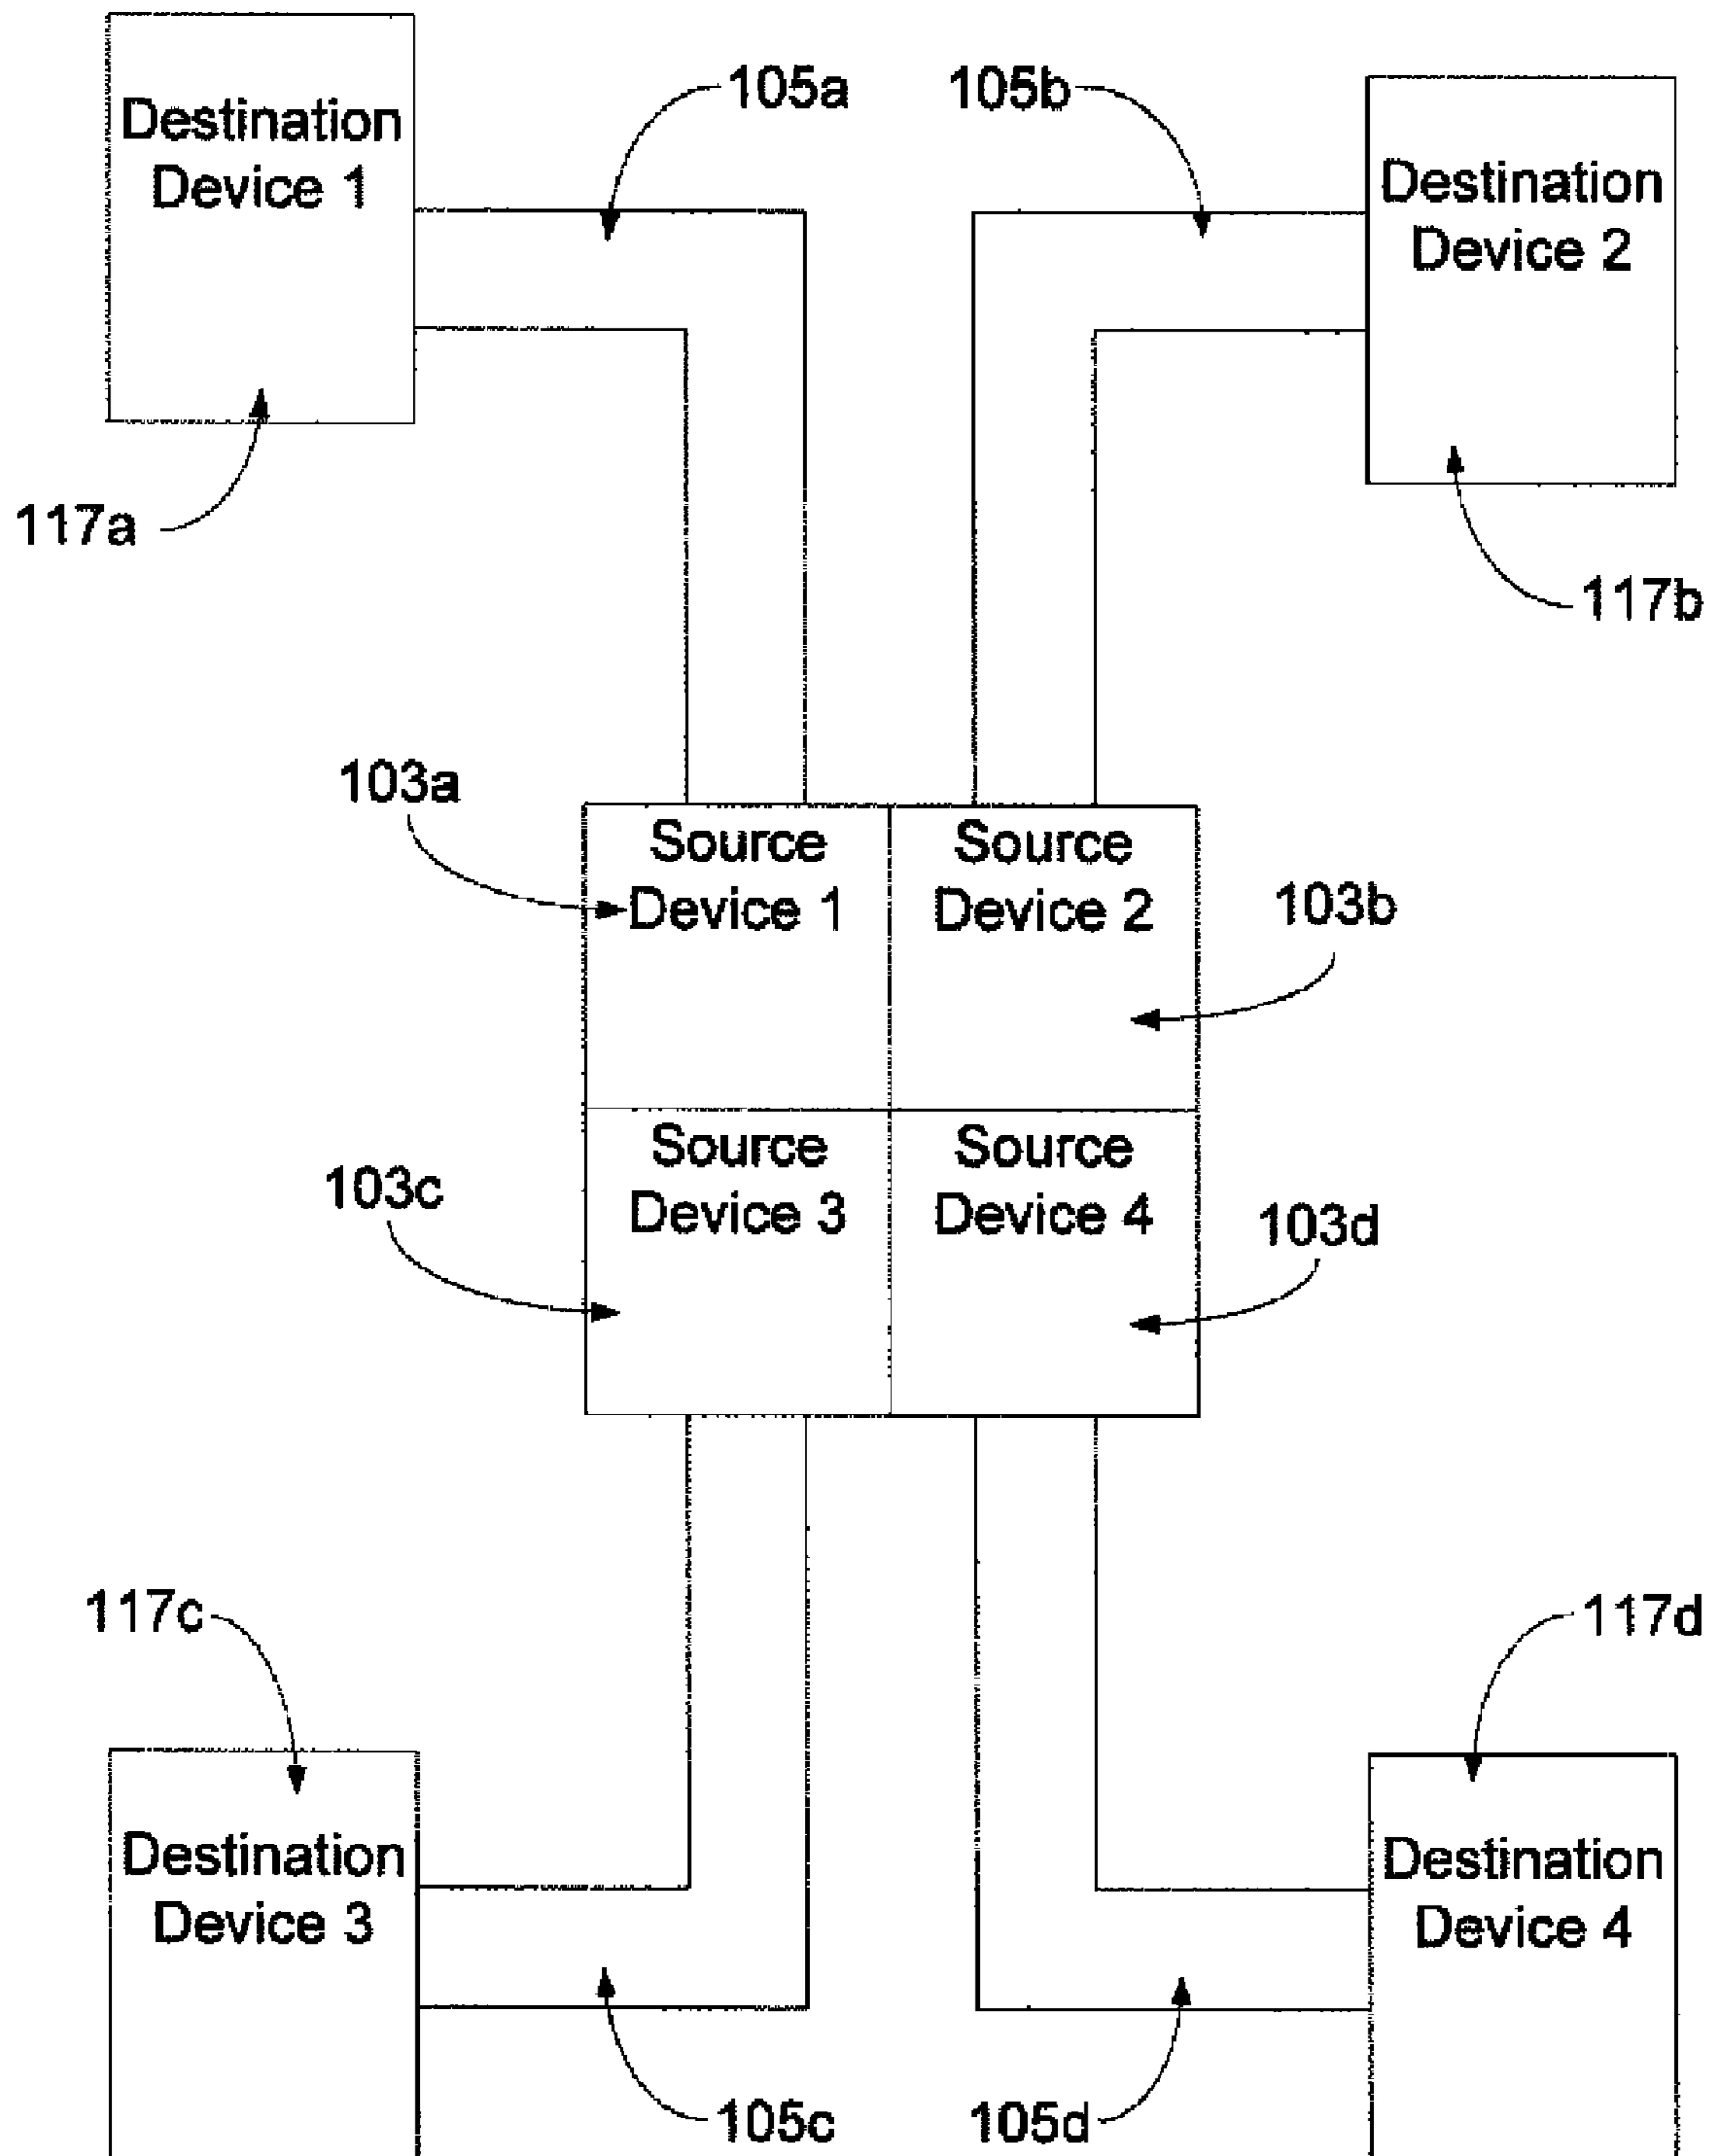 Destination
Device 1
105a
105b
Destination
Device 2
117a
117b
103a
Source
Device 1
Source
Device 2
103b
103c
Source
Device 3
Source
Device 4
103d
117c
117d
Destination
Device 3
Destination
Device 4
105c
105d